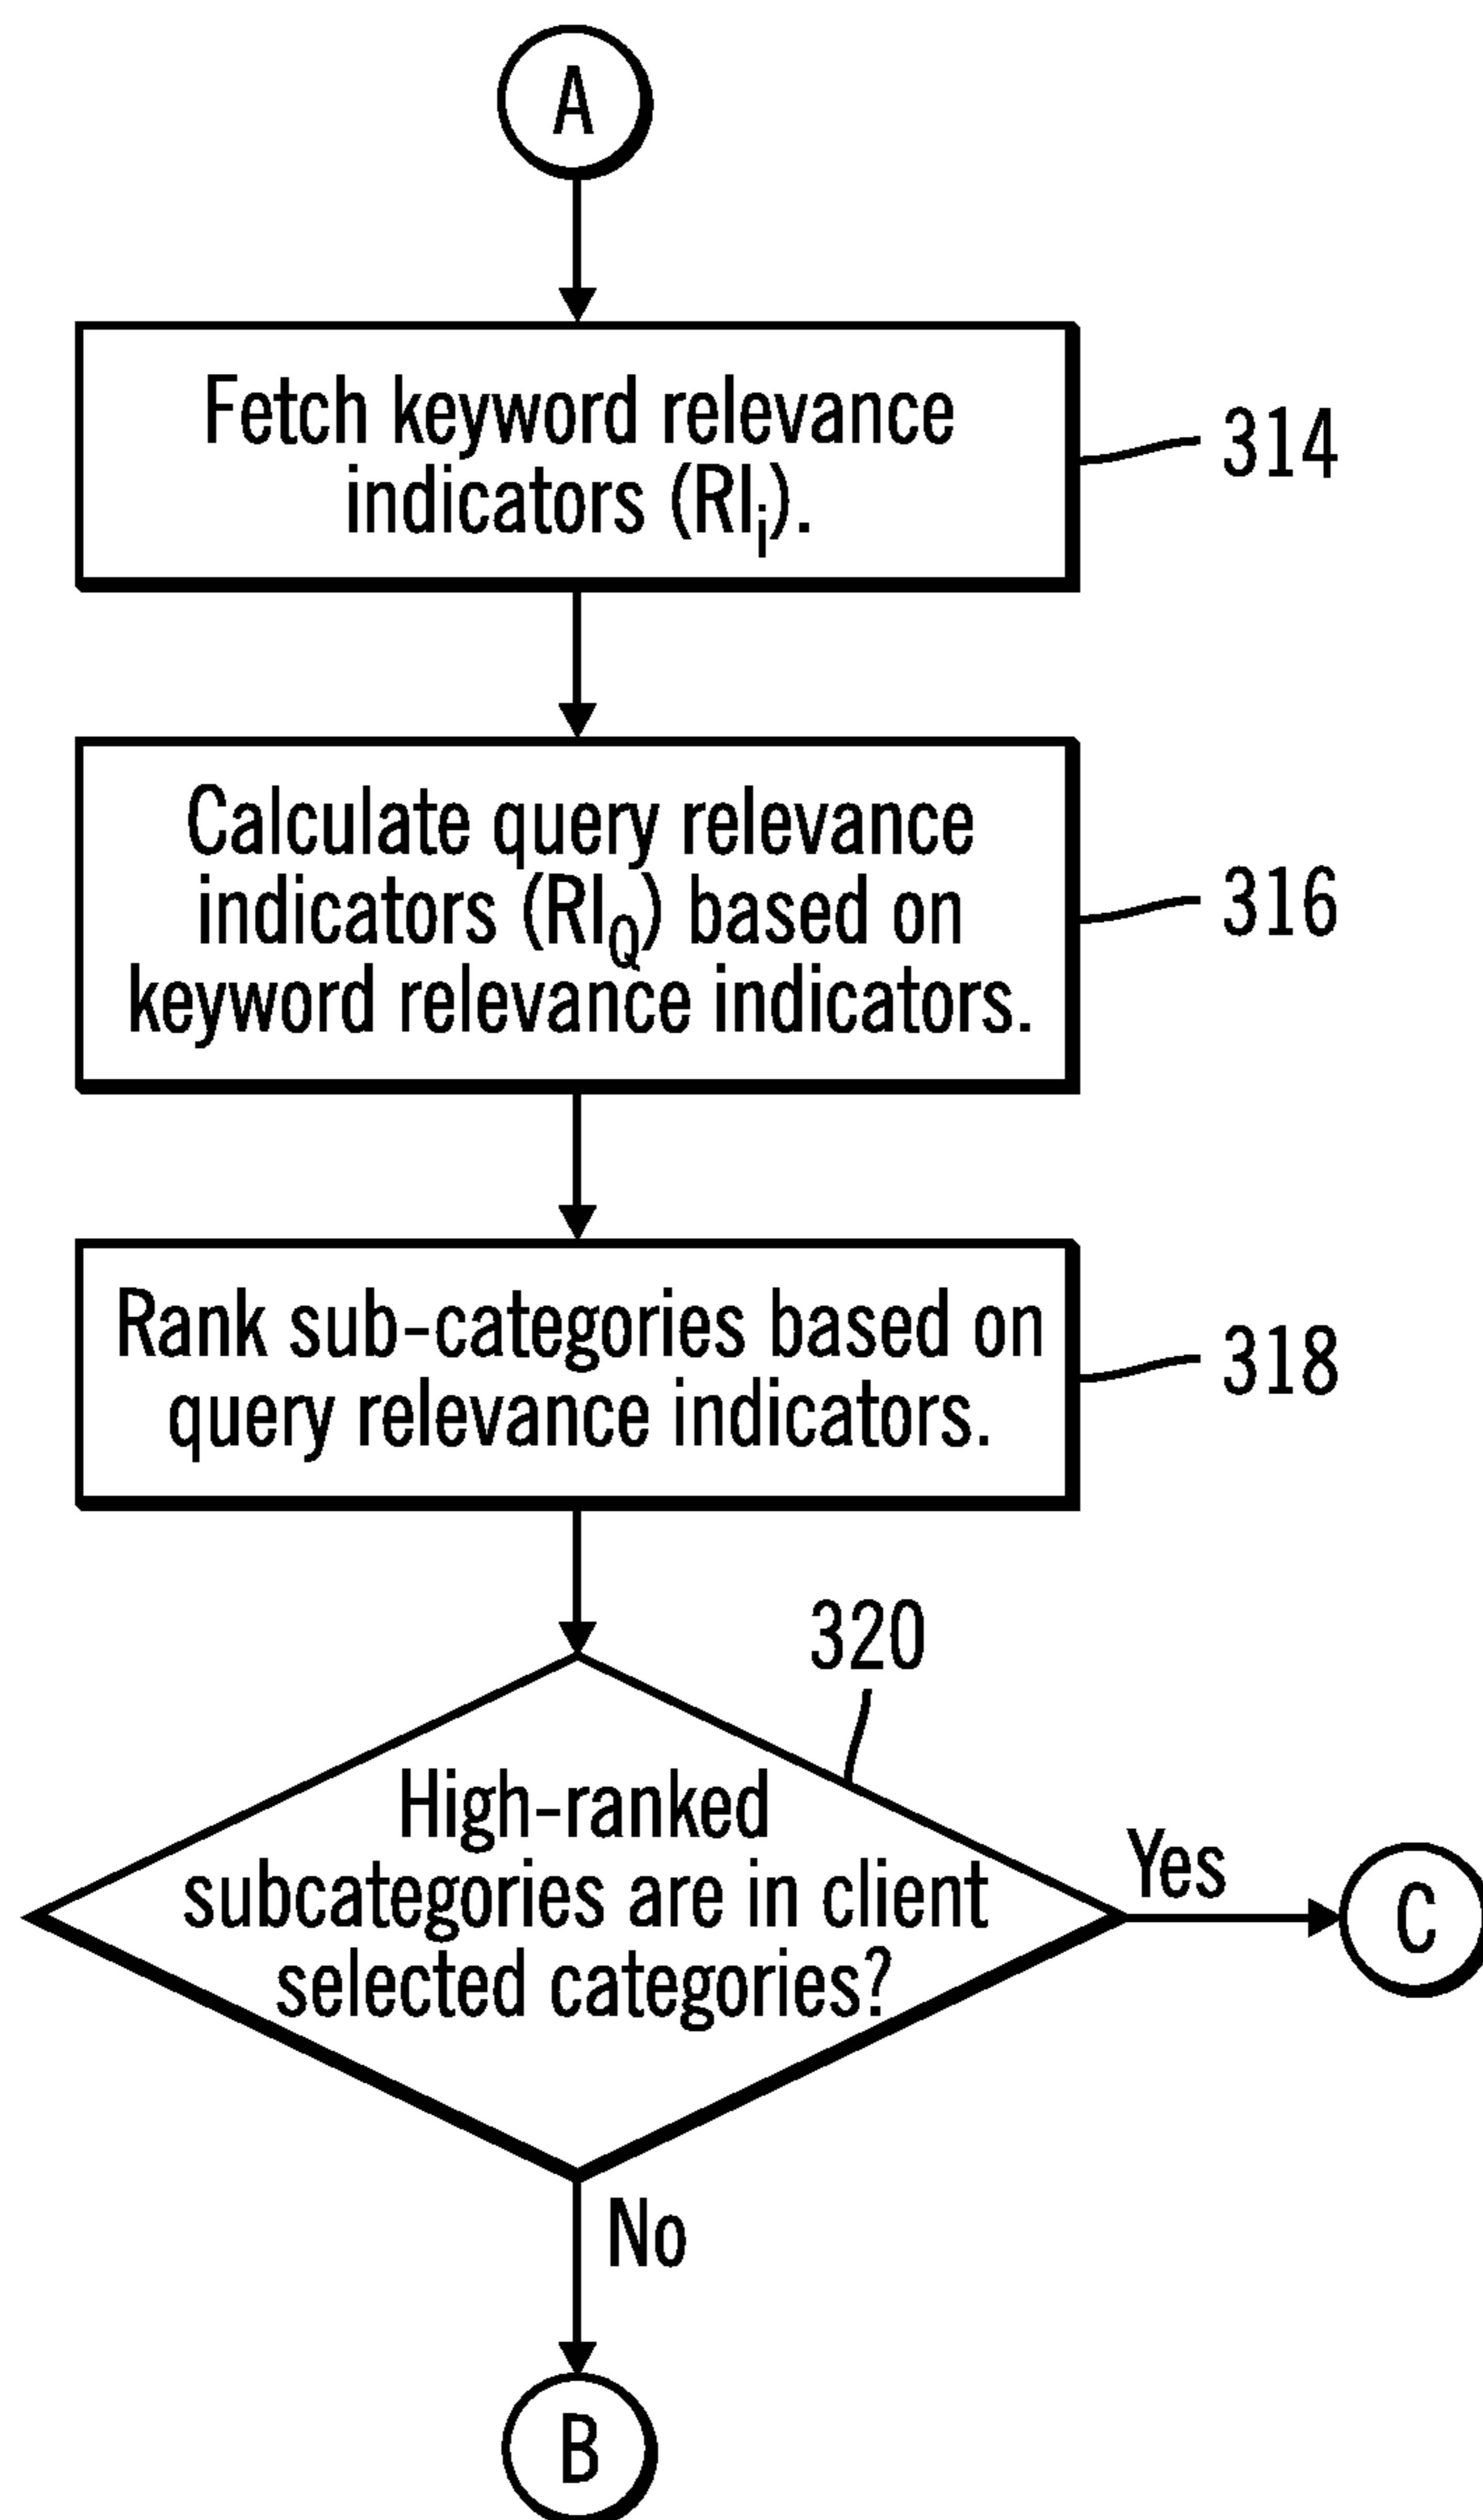 A
Fetch keyword relevance
indicators (RIi).
314
Calculate query relevance
indicators (RIQ) based on
keyword relevance indicators.
316
Rank sub-categories based on
query relevance indicators.
318
320
High-ranked
subcategories are in client
selected categories?
Yes
C
No
B